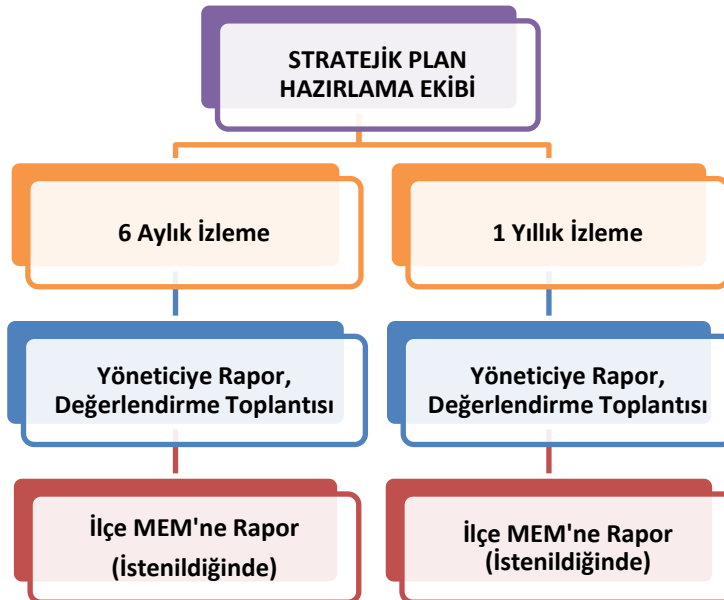 STRATEJİK PLAN
HAZIRLAMA EKİBİ
6 Aylık İzleme
1 Yıllık İzleme
Yöneticiye Rapor,
Değerlendirme Toplantısı
Yöneticiye Rapor,
Değerlendirme Toplantısı
İlçe MEM'ne Rapor
(İstenildiğinde)
İlçe MEM'ne Rapor
(İstenildiğinde)